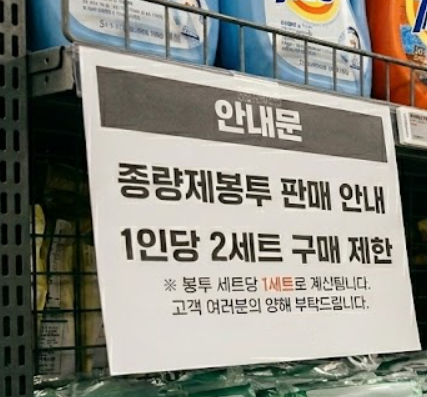 안내문
종량제봉투 판매 안내
1인당 2세트 구매 제한
※ 봉투 세트당 1세트로 계산됩니다.
고객 여러분의 양해 부탁드립니다.